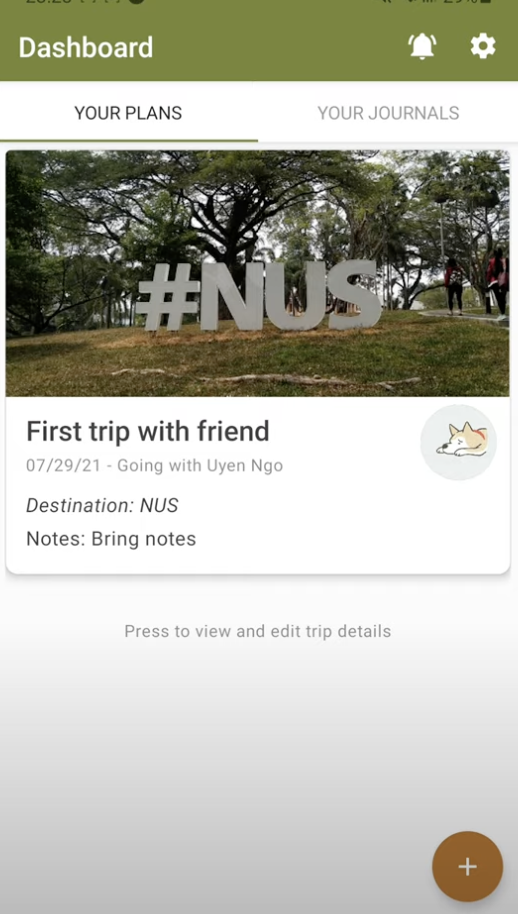 Dashboard
YOUR PLANS
YOUR JOURNALS
#NUS
First trip with friend
07/29/21 - Going with Uyen Ngo
Destination: NUS
Notes: Bring notes
Press to view and edit trip details
+